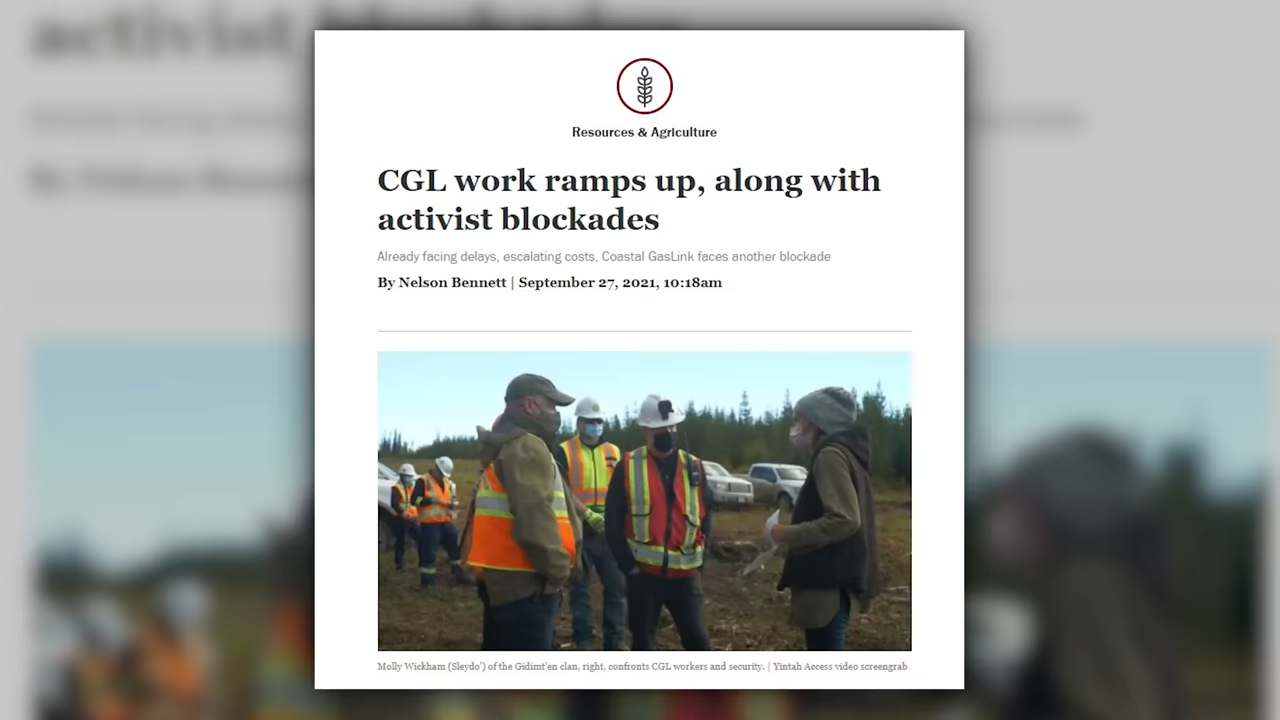 Resources & Agriculture
CGL work ramps up, along with
activist blockades
Already facing delays, escalating costs, Coastal GasLink faces another blockade
By Nelson Bennett | September 27, 2021, 10:18am
Molly Wickham (Sleydo') of the Gidimt'en clan, right, confronts CGL workers and security. | Yintah Access video screengrab